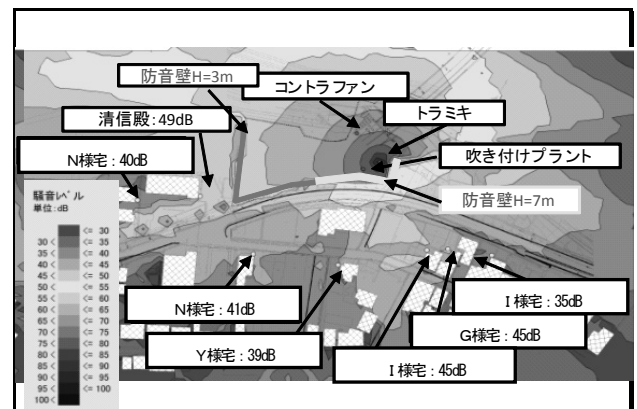 防音壁H=3m
コントラファン
清信殿：49dB
トラミキ
N様宅：40dB
吹き付けプラント
防音壁H=7m
騒音レベル
単位：dB
<= 30
30 < <= 35
35 < <= 40
40 < <= 45
45 < <= 50
50 < <= 55
55 < <= 60
60 < <= 65
65 < <= 70
70 < <= 75
75 < <= 80
80 < <= 85
85 < <= 90
90 < <= 95
95 < <= 100
100 <
N様宅：41dB
I 様宅：35dB
Y様宅：39dB
G様宅：45dB
I 様宅：45dB